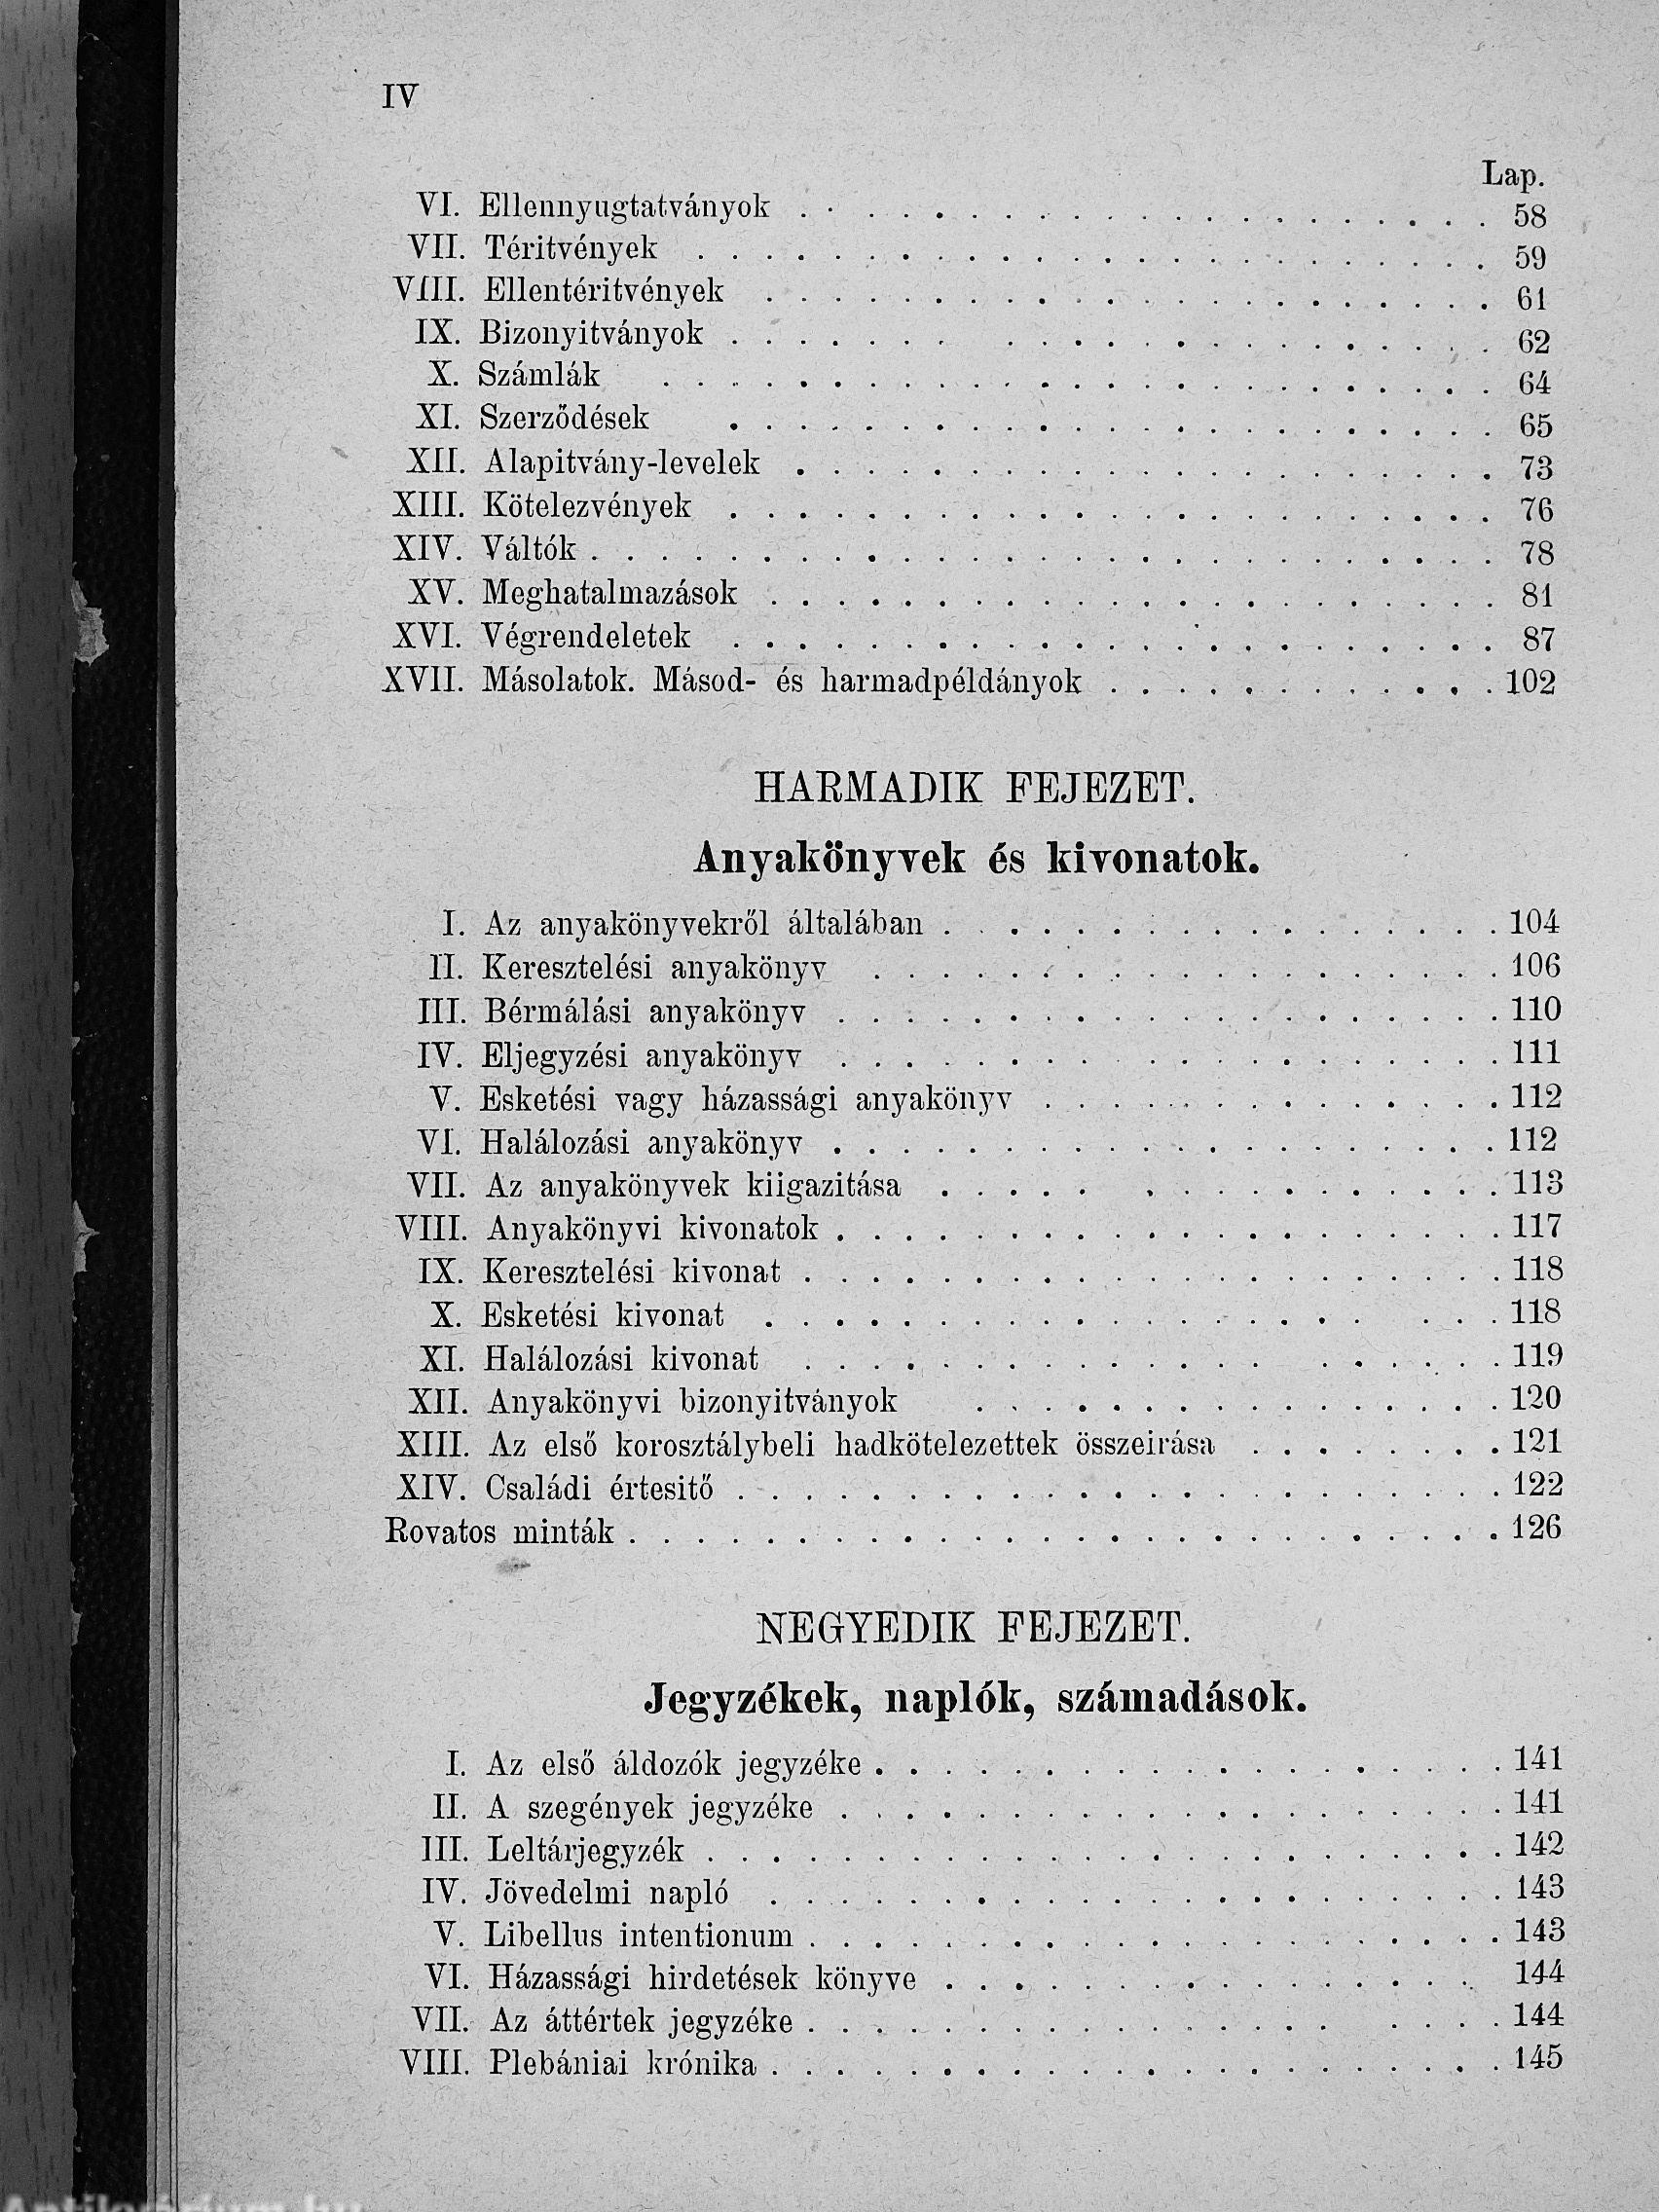 IV
Lap.
VI. Ellennyugtatványok . . . . . . . . . . . . . . . . . . . . 58
VII. Téritvények . . . . . . . . . . . . . . . . . . . . . . . . 59
VIII. Ellentéritvények . . . . . . . . . . . . . . . . . . . . . . 61
IX. Bizonyitványok . . . . . . . . . . . . . . . . . . . . . . 62
X. Számlák . . . . . . . . . . . . . . . . . . . . . . . . . 64
XI. Szerződések . . . . . . . . . . . . . . . . . . . . . . . 65
XII. Alapitvány-levelek . . . . . . . . . . . . . . . . . . . . . 73
XIII. Kötelezvények . . . . . . . . . . . . . . . . . . . . . . . 76
XIV. Váltók . . . . . . . . . . . . . . . . . . . . . . . . . . . 78
XV. Meghatalmazások . . . . . . . . . . . . . . . . . . . . . . 81
XVI. Végrendeletek . . . . . . . . . . . . . . . . . . . . . . . 87
XVII. Másolatok. Másod- és harmadpéldányok . . . . . . . . . . . . 102
HARMADIK FEJEZET.
Anyakönyvek és kivonatok.
I. Az anyakönyvekről általában . . . . . . . . . . . . . . . . . 104
II. Keresztelési anyakönyv . . . . . . . . . . . . . . . . . . . 106
III. Bérmálási anyakönyv . . . . . . . . . . . . . . . . . . . . 110
IV. Eljegyzési anyakönyv . . . . . . . . . . . . . . . . . . . . 111
V. Esketési vagy házassági anyakönyv . . . . . . . . . . . . . . 112
VI. Halálozási anyakönyv . . . . . . . . . . . . . . . . . . . . 112
VII. Az anyakönyvek kiigazitása . . . . . . . . . . . . . . . . 113
VIII. Anyakönyvi kivonatok . . . . . . . . . . . . . . . . . . . . 117
IX. Keresztelési kivonat . . . . . . . . . . . . . . . . . . . . . 118
X. Esketési kivonat . . . . . . . . . . . . . . . . . . . . . 118
XI. Halálozási kivonat . . . . . . . . . . . . . . . . . . . . . 119
XII. Anyakönyvi bizonyitványok . . . . . . . . . . . . . . . . 120
XIII. Az első korosztálybeli hadkötelezettek összeirása . . . . . . . . 121
XIV. Családi értesitő . . . . . . . . . . . . . . . . . . . . . . . 122
Rovatos minták . . . . . . . . . . . . . . . . . . . . . . . . . . 126
NEGYEDIK FEJEZET.
Jegyzékek, naplók, számadások.
I. Az első áldozók jegyzéke . . . . . . . . . . . . . . . . . . . 141
II. A szegények jegyzéke . . . . . . . . . . . . . . . . . . . . 141
III. Leltárjegyzék . . . . . . . . . . . . . . . . . . . . . . . . 142
IV. Jövedelmi napló . . . . . . . . . . . . . . . . . . . . . . 143
V. Libellus intentionum . . . . . . . . . . . . . . . . . . . . . 143
VI. Házassági hirdetések könyve . . . . . . . . . . . . . . . . 144
VII. Az áttértek jegyzéke . . . . . . . . . . . . . . . . . . . . 144
VIII. Plebániai krónika . . . . . . . . . . . . . . . . . . . . . . 145